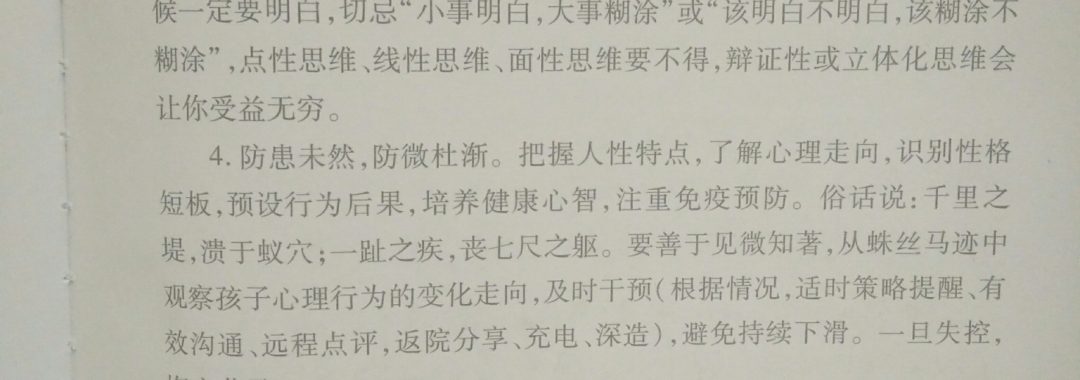 候一定要明白,切忌“小事明白,大事糊涂”或“该明白不明白,该糊涂不
糊涂”,点性思维、线性思维、面性思维要不得,辩证性或立体化思维会
让你受益无穷。
4. 防患未然,防微杜渐。把握人性特点,了解心理走向,识别性格
短板,预设行为后果,培养健康心智,注重免疫预防。俗话说:千里之
堤,溃于蚁穴;一趾之疾,丧七尺之躯。要善于见微知著,从蛛丝马迹中
观察孩子心理行为的变化走向,及时干预(根据情况,适时策略提醒、有
效沟通、远程点评,返院分享、充电、深造),避免持续下滑。一旦失控,